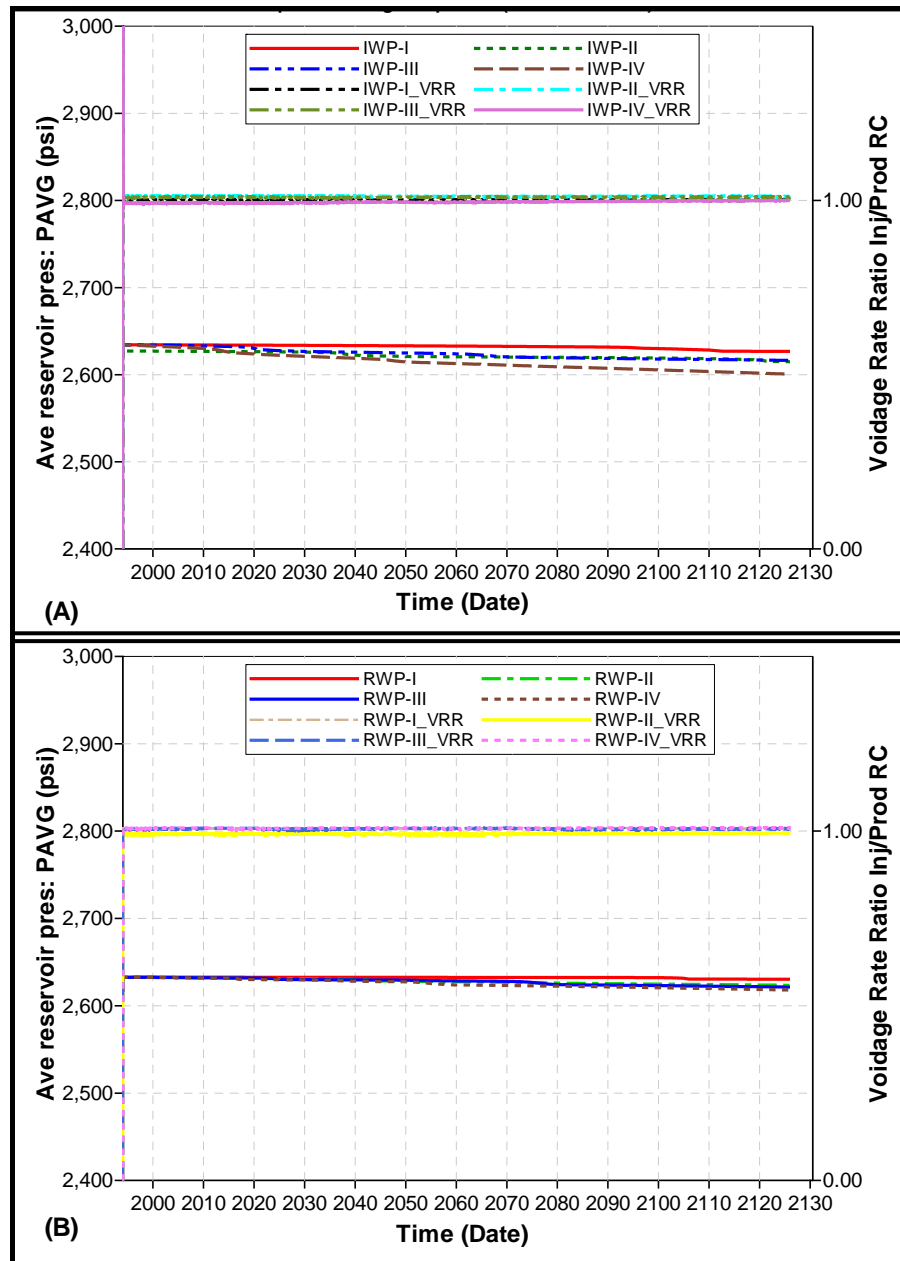 3,000
2,900
2,800
2,700
2,600
2,500
2,400
Ave reservoir pres: PAVG (psi)
IWP-I IWP-II
IWP-III IWP-IV
IWP-I_VRR IWP-II_VRR
IWP-III_VRR IWP-IV_VRR
1.00
0.00
Voidage Rate Ratio Inj/Prod RC
2000 2010 2020 2030 2040 2050 2060 2070 2080 2090 2100 2110 2120 2130
Time (Date)
(A)
3,000
2,900
2,800
2,700
2,600
2,500
2,400
Ave reservoir pres: PAVG (psi)
RWP-I RWP-II
RWP-III RWP-IV
RWP-I_VRR RWP-II_VRR
RWP-III_VRR RWP-IV_VRR
1.00
0.00
Voidage Rate Ratio Inj/Prod RC
2000 2010 2020 2030 2040 2050 2060 2070 2080 2090 2100 2110 2120 2130
Time (Date)
(B)